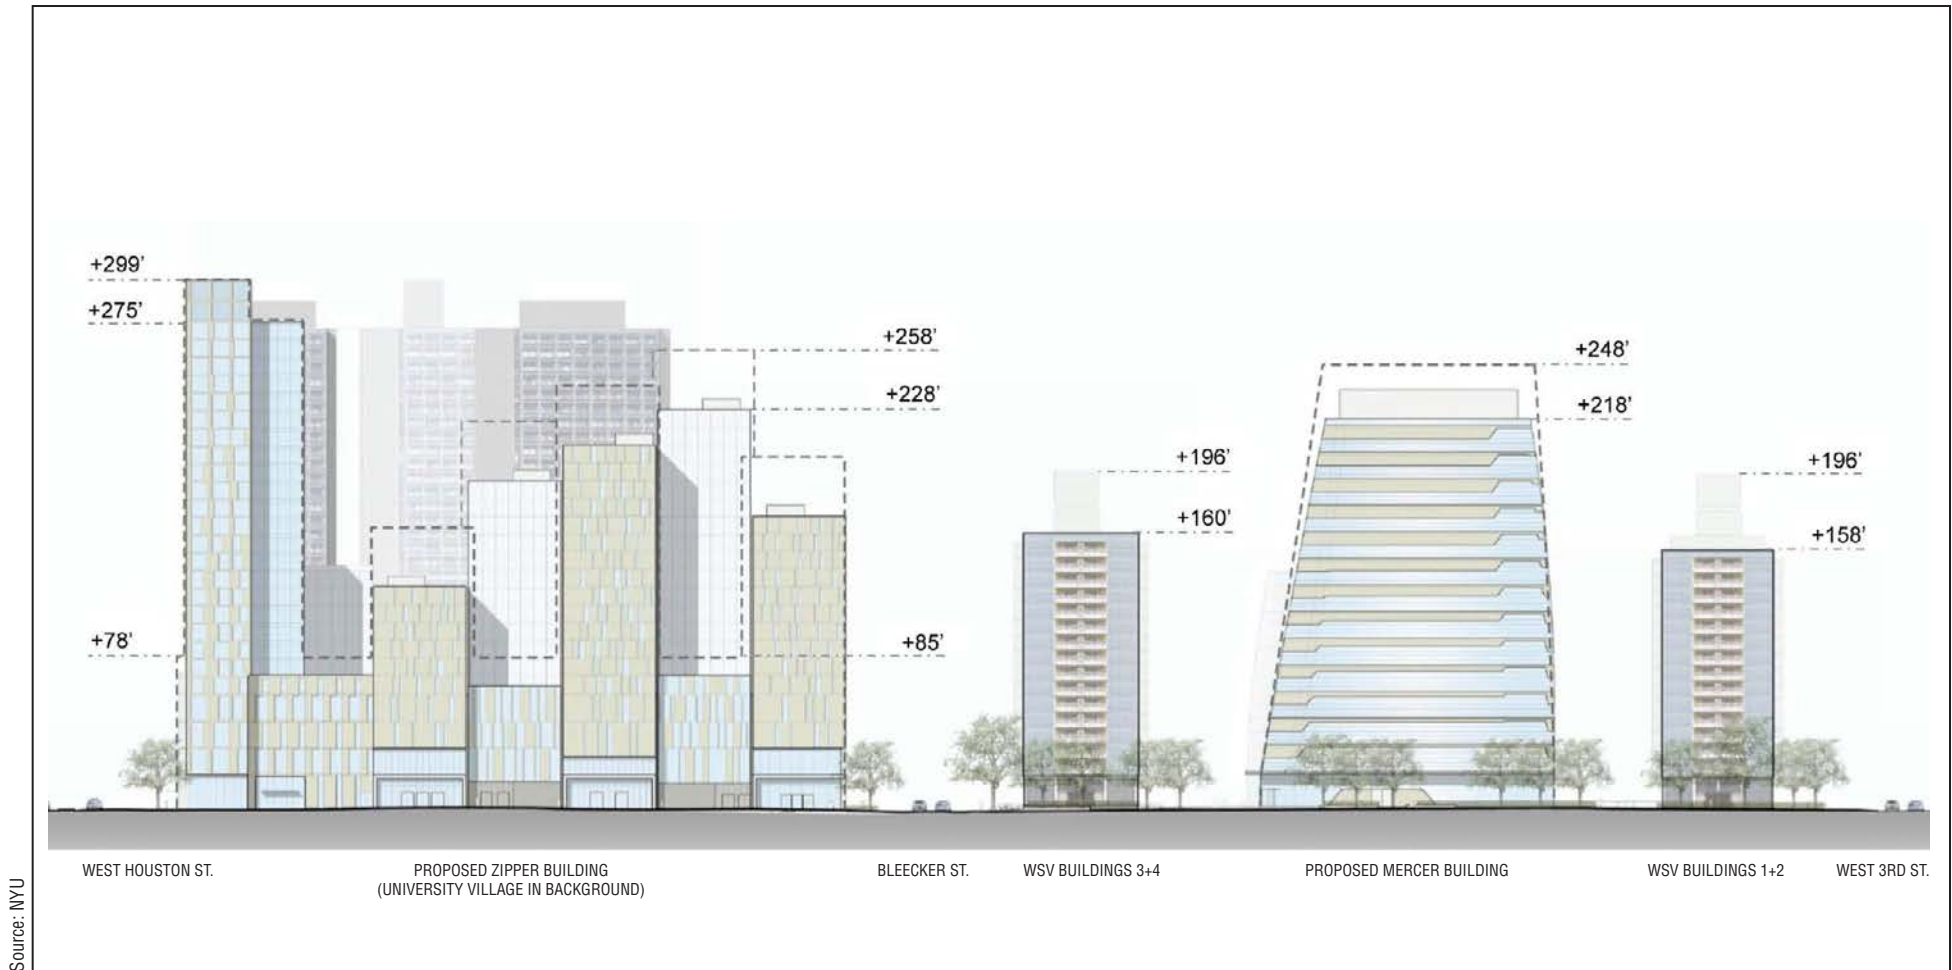 +299’
+275’
+258’
+228’
+78’
+85’
+248’
+218’
+196’
+160’
+196’
+158’
WEST HOUSTON ST.
PROPOSED ZIPPER BUILDING
(UNIVERSITY VILLAGE IN BACKGROUND)
BLEECKER ST.
WSV BUILDINGS 3+4
PROPOSED MERCER BUILDING
WSV BUILDINGS 1+2
WEST 3RD ST.
Source: NYU